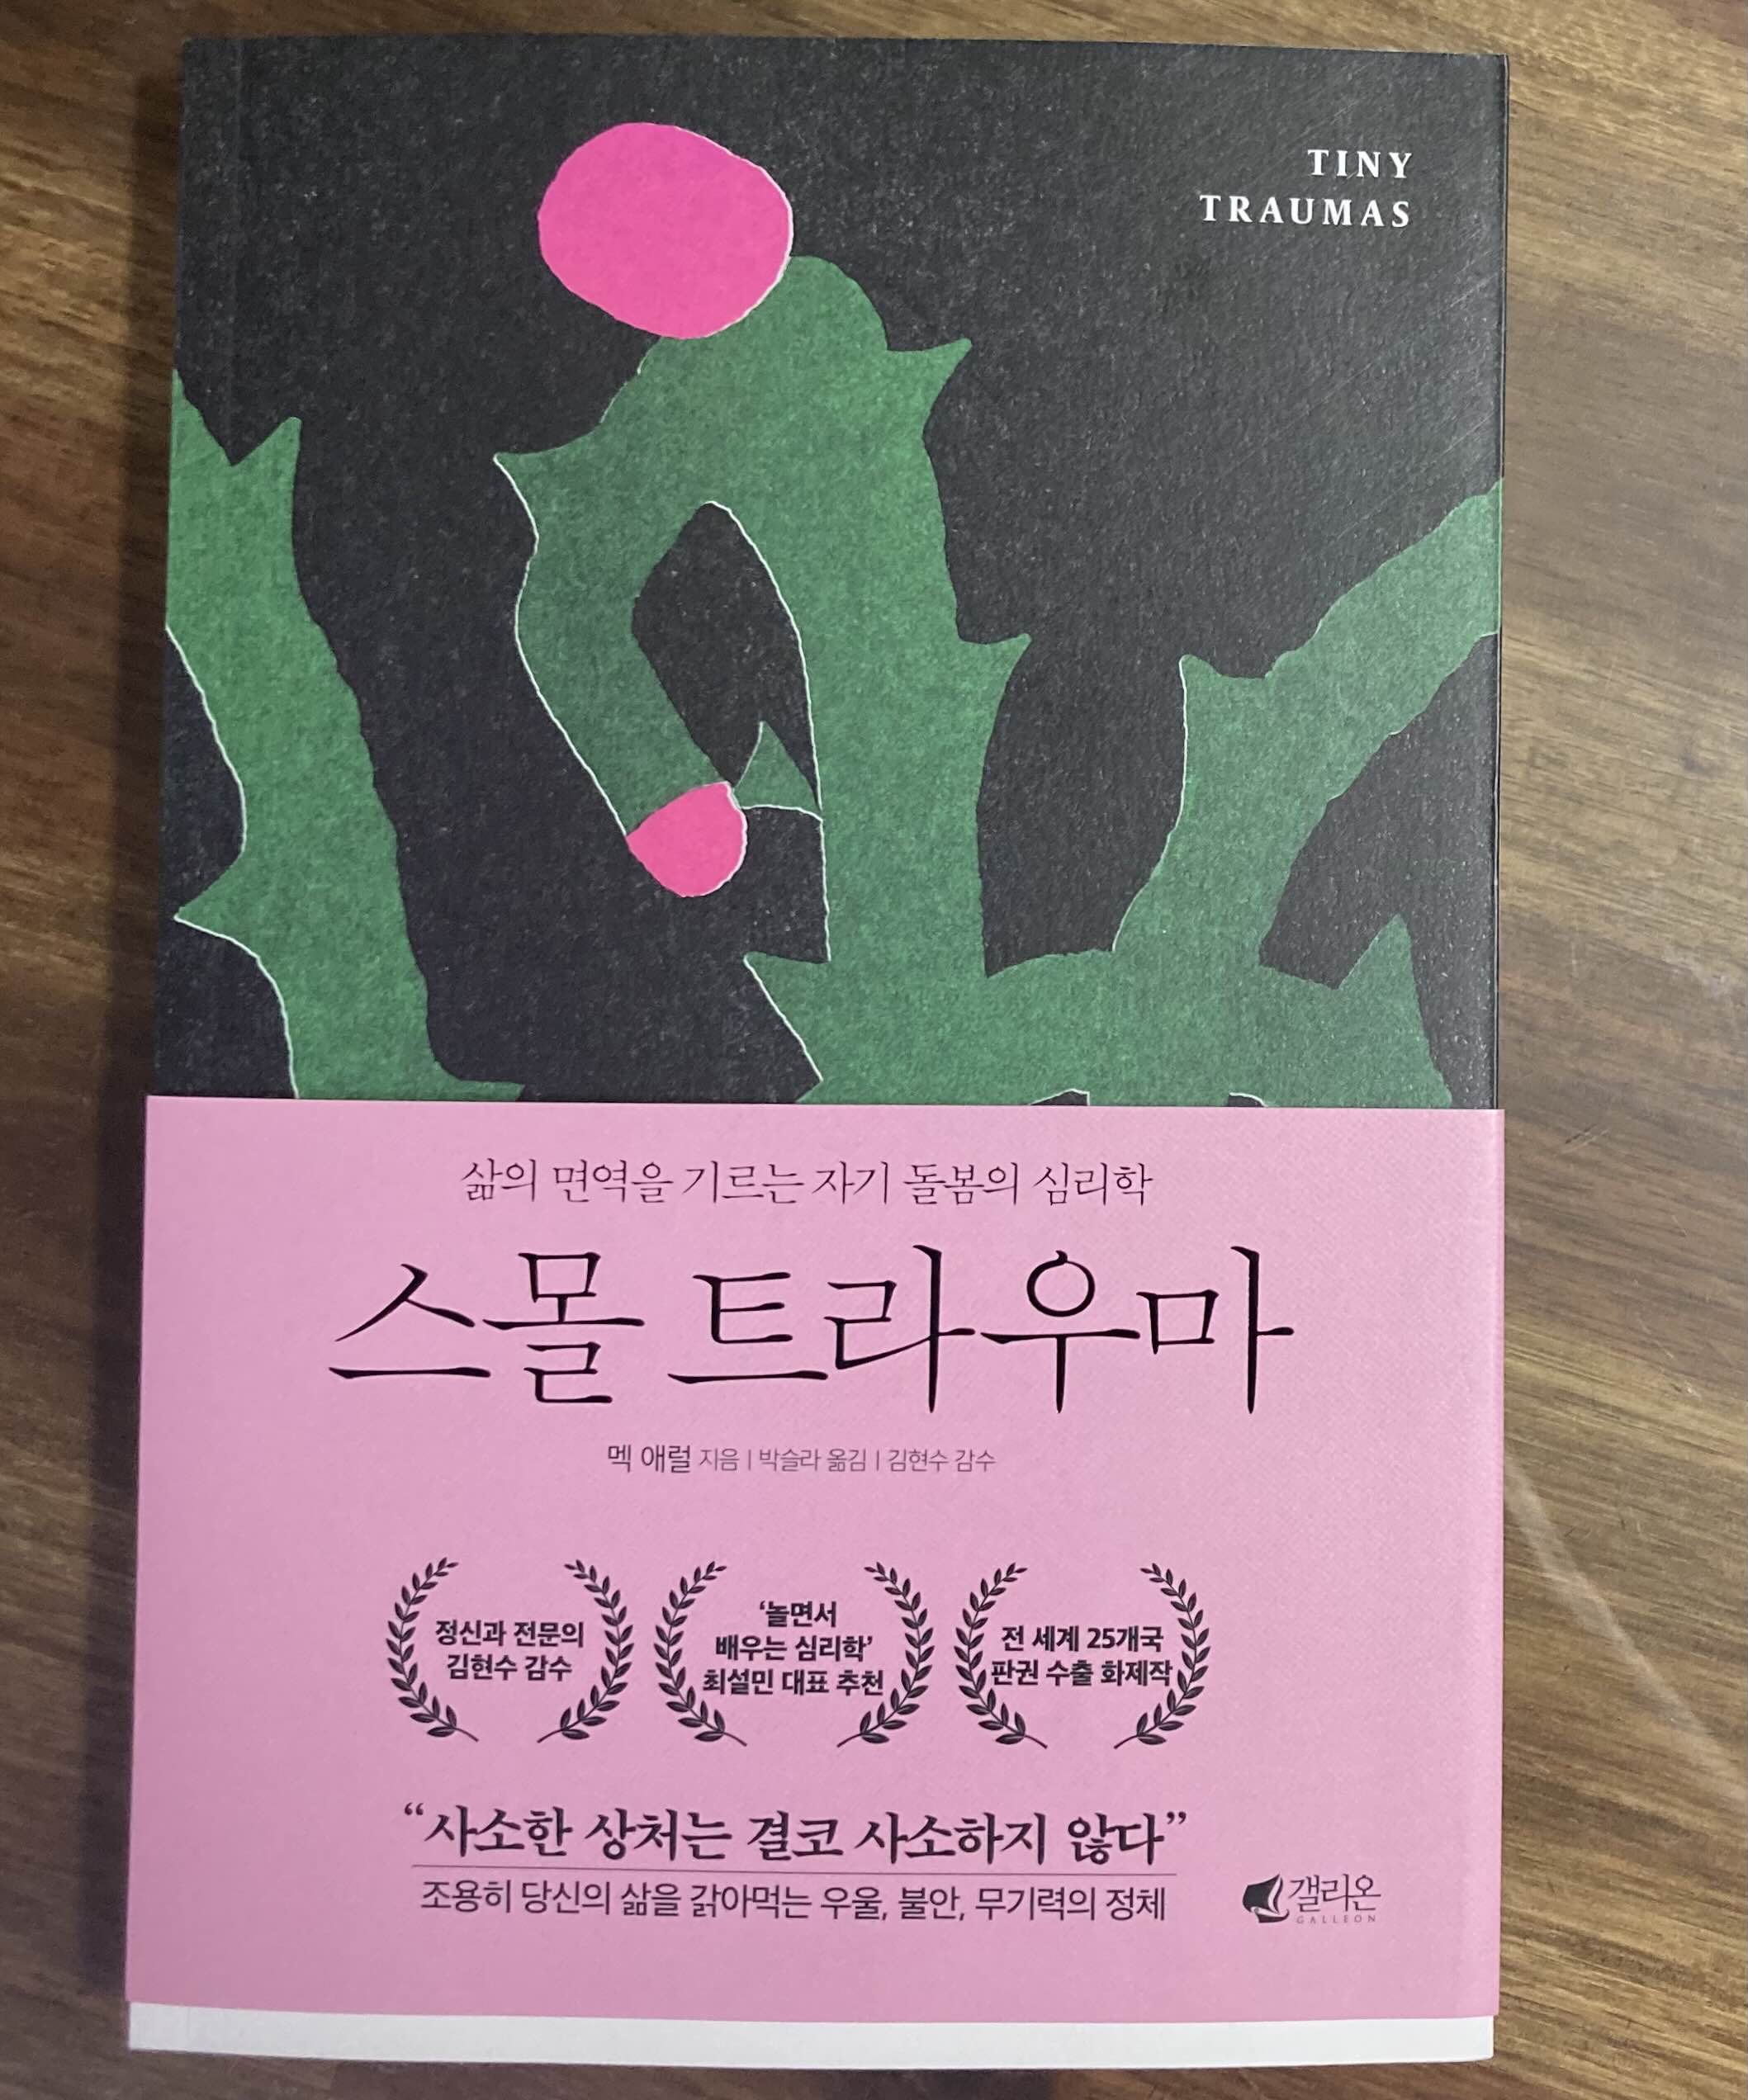 TINY
TRAUMAS
삶의 면역을 기르는 자기 돌봄의 심리학
스몰 트라우마
멕 애럴 지음 | 박슬라 옮김 | 김현수 감수
정신과 전문의
김현수 감수
‘놀면서
배우는 심리학’
최설민 대표 추천
전 세계 25개국
판권 수출 화제작
“사소한 상처는 결코 사소하지 않다”
조용히 당신의 삶을 갉아먹는 우울, 불안, 무기력의 정체
갤리온
GALLEON